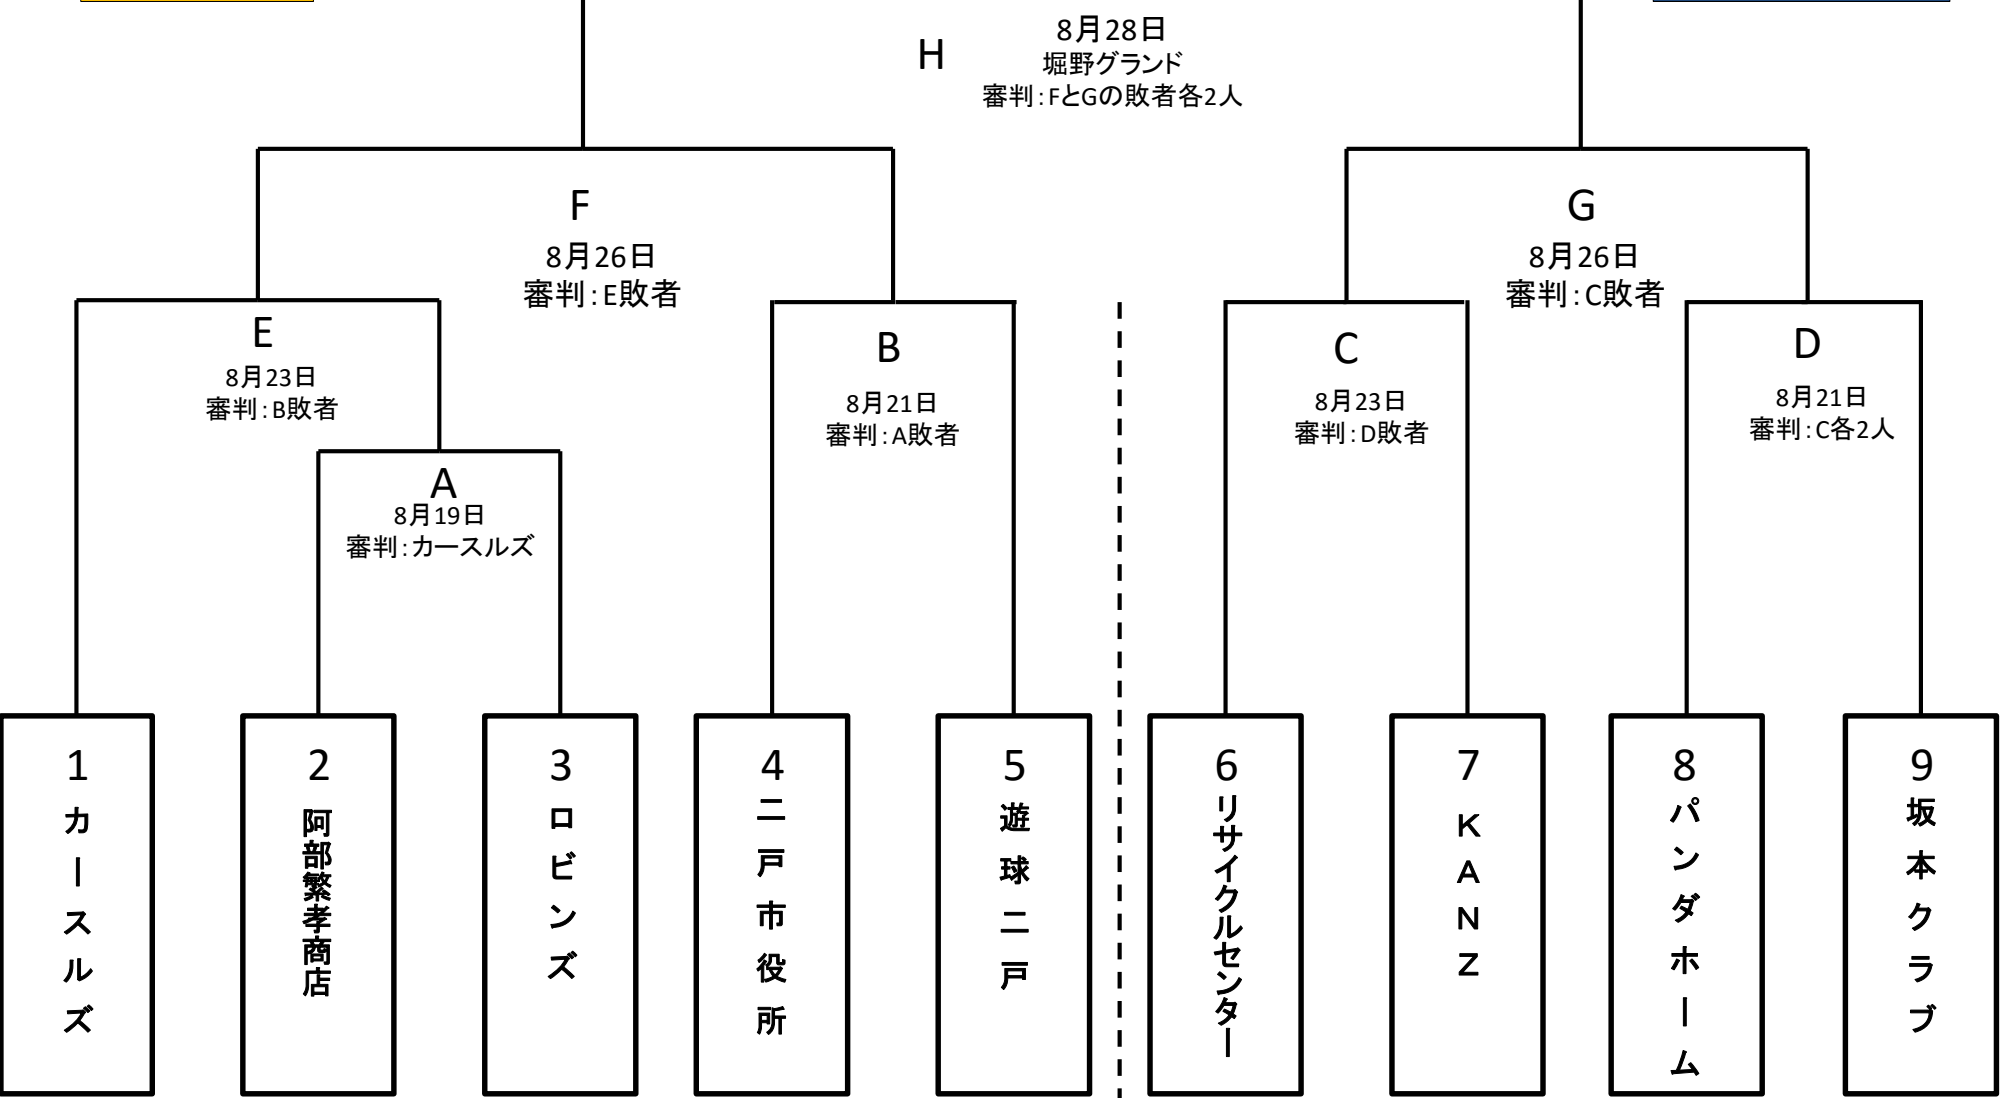 H
8月28日
堀野グランド
審判:FとGの敗者各2人
F
8月26日
審判:E敗者
G
8月26日
審判:C敗者
E
8月23日
審判:B敗者
B
8月21日
審判:A敗者
C
8月23日
審判:D敗者
D
8月21日
審判:C各2人
A
8月19日
審判:カースルズ
1
カースルズ
2
阿部繁孝商店
3
ロビンズ
4
二戸市役所
5
遊球二戸
6
リサイクルセンター
7
KANZ
8
パンダホーム
9
坂本クラブ